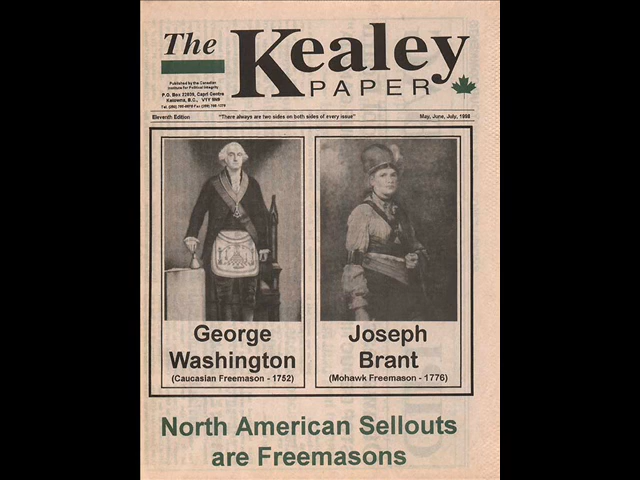 The Kealey
PAPER
Published by the Canadian
Institute for Political Integrity
P.O. Box 22039, Capri Centre
Kelowna, B.C., V1Y 9N9
Eleventh Edition "There always are two sides on both sides of every issue" May, June, July, 1998
George Washington
(Caucasian Freemason - 1752)
Joseph Brant
(Mohawk Freemason - 1776)
North American Sellouts
are Freemasons